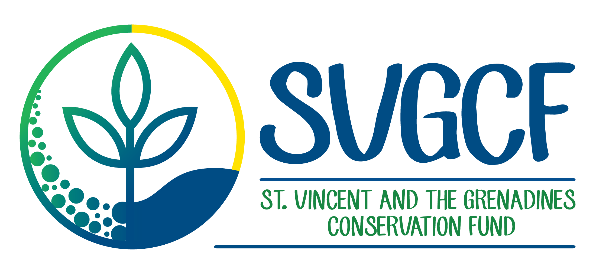 SVGCF
ST. VINCENT AND THE GRENADINES
CONSERVATION FUND